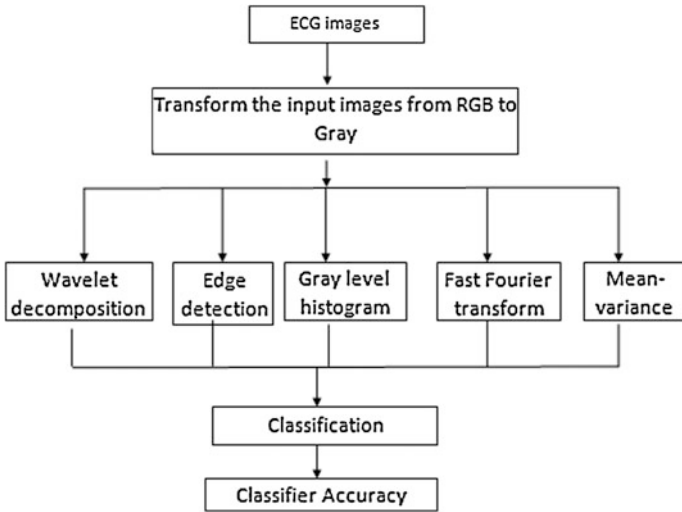 ECG images
Transform the input images from RGB to
Gray
Wavelet
decomposition
Edge
detection
Gray level
histogram
Fast Fourier
transform
Mean-
variance
Classification
Classifier Accuracy